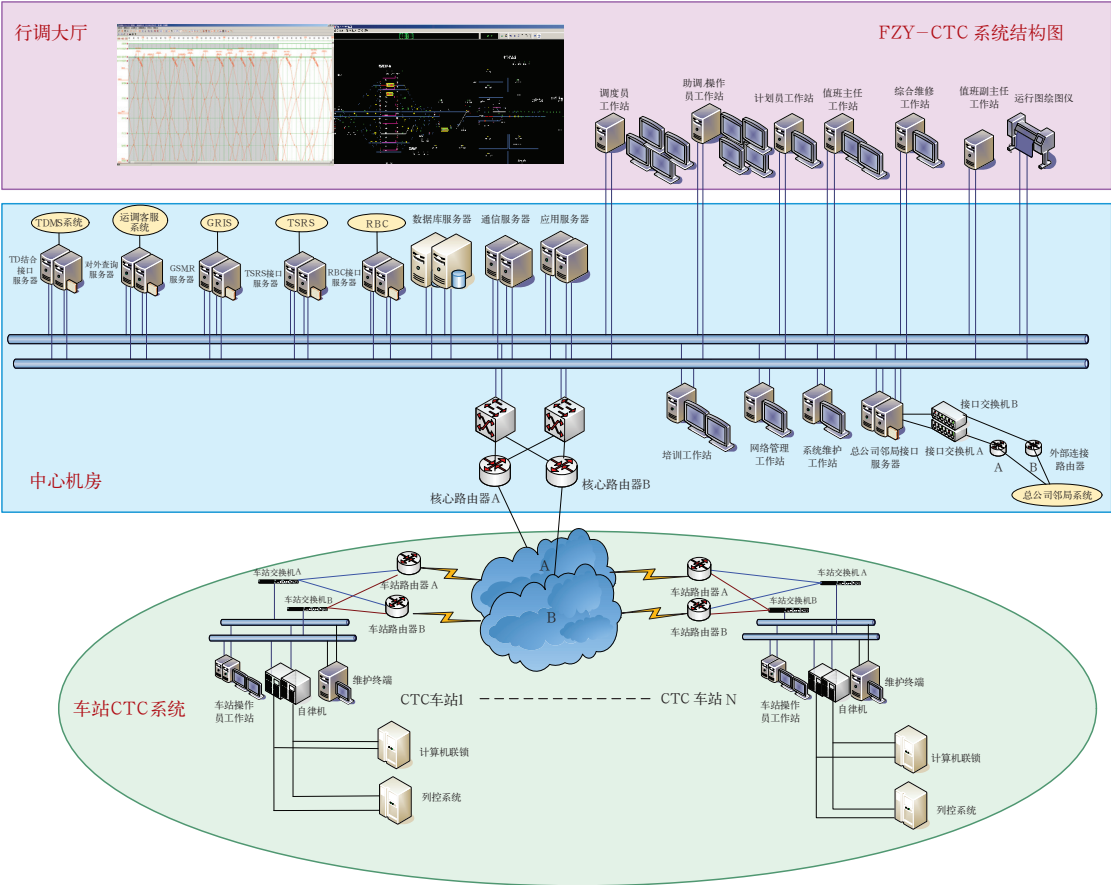 行调大厅
FZY-CTC 系统结构图
调度员
工作站
助调.操作
员工作站
计划员工作站
值班主任
工作站
综合维修
工作站
值班副主任
工作站
运行图绘图仪
TDMS系统
运调客服
系统
GRIS
TSRS
RBC
数据库服务器
通信服务器
应用服务器
TD结合
接口
服务器
对外查询
服务器
GSMR
服务器
TSRS接口
服务器
RBC接口
服务器
培训工作站
网络管理
工作站
系统维护
工作站
总公司邻局接口
服务器
接口交换机B
接口交换机A
A
B
外部连接
路由器
总公司邻局系统
中心机房
核心路由器A
核心路由器B
A
B
车站交换机A
车站路由器A
车站交换机B
车站路由器B
车站路由器A
车站交换机A
车站交换机B
车站路由器B
车站操作
员工作站
自律机
维护终端
CTC车站1
CTC 车站 N
车站操作
员工作站
自律机
维护终端
车站CTC系统
计算机联锁
列控系统
计算机联锁
列控系统